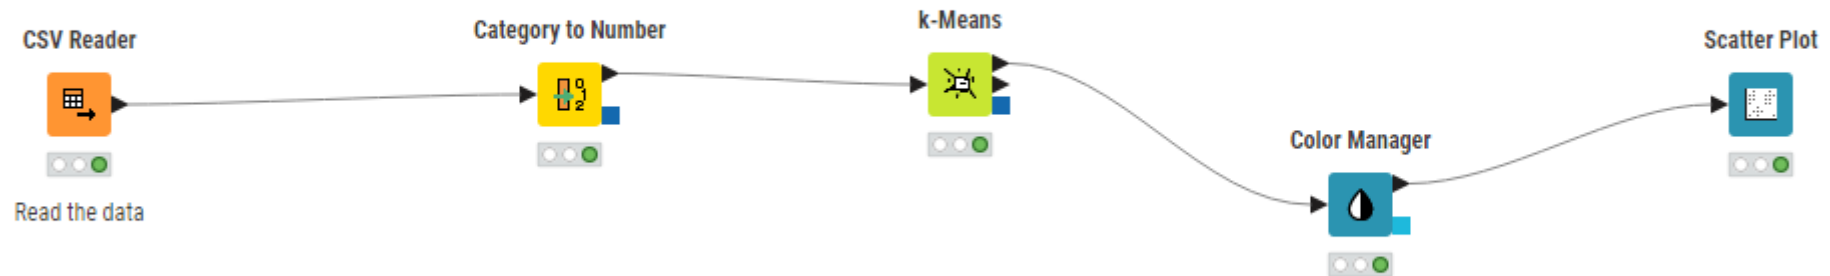 CSV Reader
Category to Number
k-Means
Scatter Plot
Color Manager
Read the data